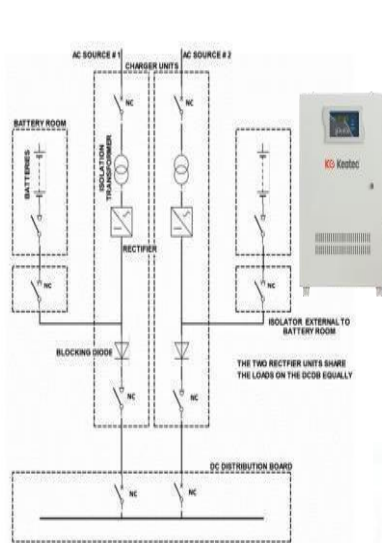 AC SOURCE # 1
AC SOURCE # 2
CHARGER UNITS
NC
NC
BATTERY ROOM
BATTERIES
ISOLATION
TRANSFORMER
KG Keatec
RECTIFIER
NC
NC
ISOLATOR EXTERNAL TO
BATTERY ROOM
BLOCKING DIODE
THE TWO RECTFIER UNITS SHARE
THE LOADS ON THE DCDB EQUALLY
NC
NC
DC DISTRIBUTION BOARD
NC
NC